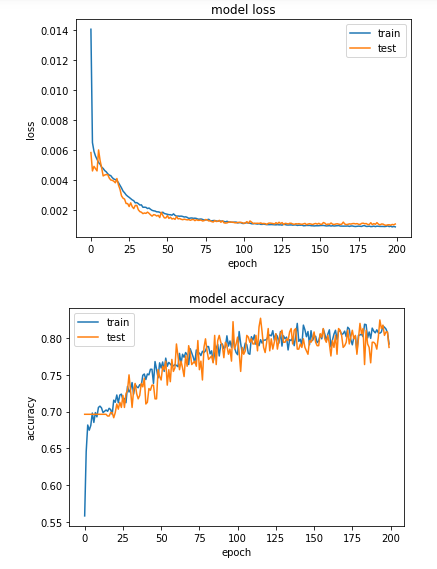 model loss
train
test
0.014
0.012
0.010
0.008
0.006
0.004
0.002
loss
0 25 50 75 100 125 150 175 200
epoch
model accuracy
train
test
0.80
0.75
0.70
0.65
0.60
0.55
accuracy
0 25 50 75 100 125 150 175 200
epoch